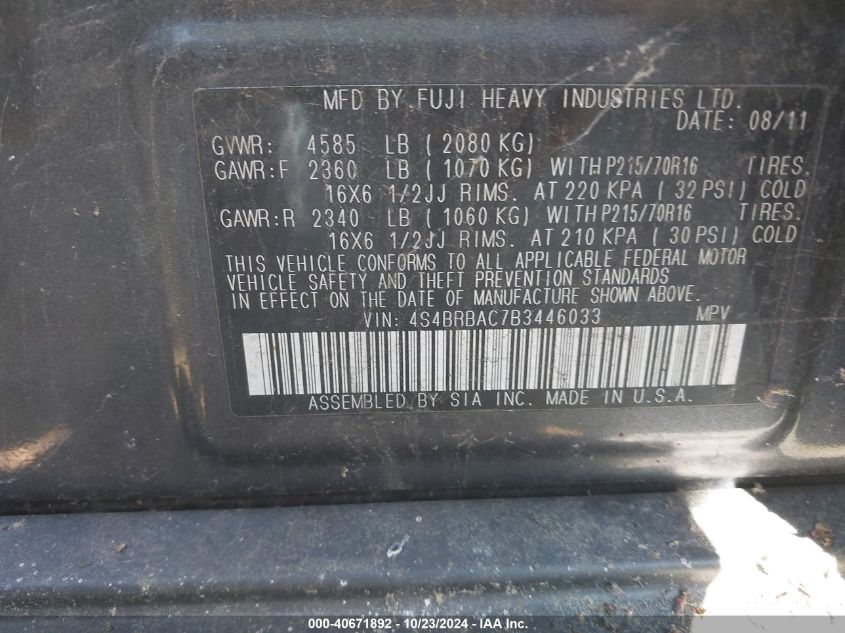 MFD BY FUJI HEAVY INDUSTRIES LTD.
DATE: 08/11
GVWR: 4585 LB ( 2080 KG)
GAWR:F 2360 LB ( 1070 KG) WITH P215/70R16 TIRES.
16X6 1/2JJ RIMS. AT 220 KPA ( 32 PSI) COLD
GAWR:R 2340 LB ( 1060 KG) WITH P215/70R16 TIRES.
16X6 1/2JJ RIMS. AT 210 KPA ( 30 PSI) COLD
THIS VEHICLE CONFORMS TO ALL APPLICABLE FEDERAL MOTOR
VEHICLE SAFETY AND THEFT PREVENTION STANDARDS
IN EFFECT ON THE DATE OF MANUFACTURE SHOWN ABOVE.
VIN: 4S4BRBAC7B3446033 MPV
ASSEMBLED BY SIA INC. MADE IN U.S.A.
000-40671892 - 10/23/2024 - IAAI.com